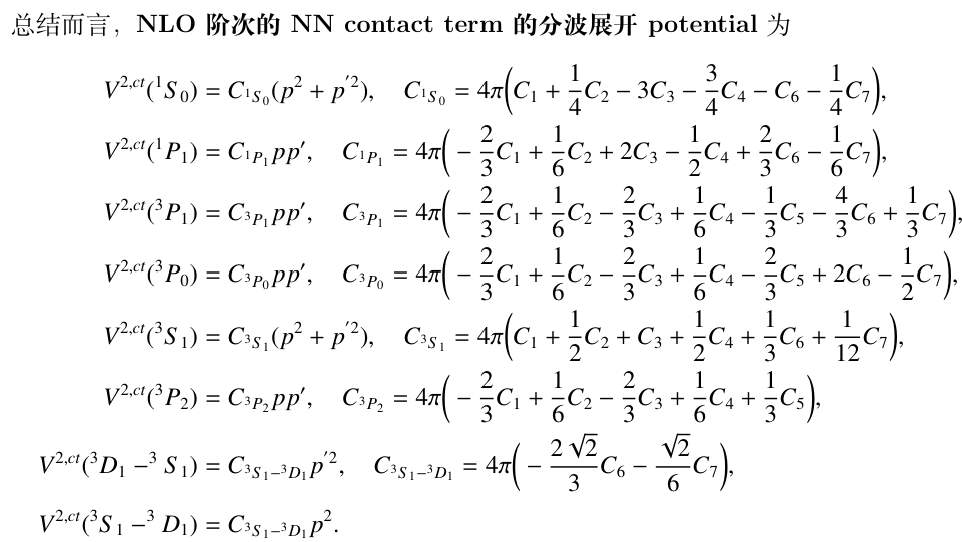 总结而言，NLO 阶次的 NN contact term 的分波展开 potential 为
$V^{2,ct}({}^1S_0) = C_{{}^1S_0}(p^2 + p^{'2}), \quad C_{{}^1S_0} = 4\pi\Big(C_1 + \frac{1}{4}C_2 - 3C_3 - \frac{3}{4}C_4 - C_6 - \frac{1}{4}C_7\Big),$
$V^{2,ct}({}^1P_1) = C_{{}^1P_1}pp', \quad C_{{}^1P_1} = 4\pi\Big(-\frac{2}{3}C_1 + \frac{1}{6}C_2 + 2C_3 - \frac{1}{2}C_4 + \frac{2}{3}C_6 - \frac{1}{6}C_7\Big),$
$V^{2,ct}({}^3P_1) = C_{{}^3P_1}pp', \quad C_{{}^3P_1} = 4\pi\Big(-\frac{2}{3}C_1 + \frac{1}{6}C_2 - \frac{2}{3}C_3 + \frac{1}{6}C_4 - \frac{1}{3}C_5 - \frac{4}{3}C_6 + \frac{1}{3}C_7\Big),$
$V^{2,ct}({}^3P_0) = C_{{}^3P_0}pp', \quad C_{{}^3P_0} = 4\pi\Big(-\frac{2}{3}C_1 + \frac{1}{6}C_2 - \frac{2}{3}C_3 + \frac{1}{6}C_4 - \frac{2}{3}C_5 + 2C_6 - \frac{1}{2}C_7\Big),$
$V^{2,ct}({}^3S_1) = C_{{}^3S_1}(p^2 + p^{'2}), \quad C_{{}^3S_1} = 4\pi\Big(C_1 + \frac{1}{2}C_2 + C_3 + \frac{1}{2}C_4 + \frac{1}{3}C_6 + \frac{1}{12}C_7\Big),$
$V^{2,ct}({}^3P_2) = C_{{}^3P_2}pp', \quad C_{{}^3P_2} = 4\pi\Big(-\frac{2}{3}C_1 + \frac{1}{6}C_2 - \frac{2}{3}C_3 + \frac{1}{6}C_4 + \frac{1}{3}C_5\Big),$
$V^{2,ct}({}^3D_1 - {}^3S_1) = C_{{}^3S_1-{}^3D_1}p^{'2}, \quad C_{{}^3S_1-{}^3D_1} = 4\pi\Big(-\frac{2\sqrt{2}}{3}C_6 - \frac{\sqrt{2}}{6}C_7\Big),$
$V^{2,ct}({}^3S_1 - {}^3D_1) = C_{{}^3S_1-{}^3D_1}p^2.$